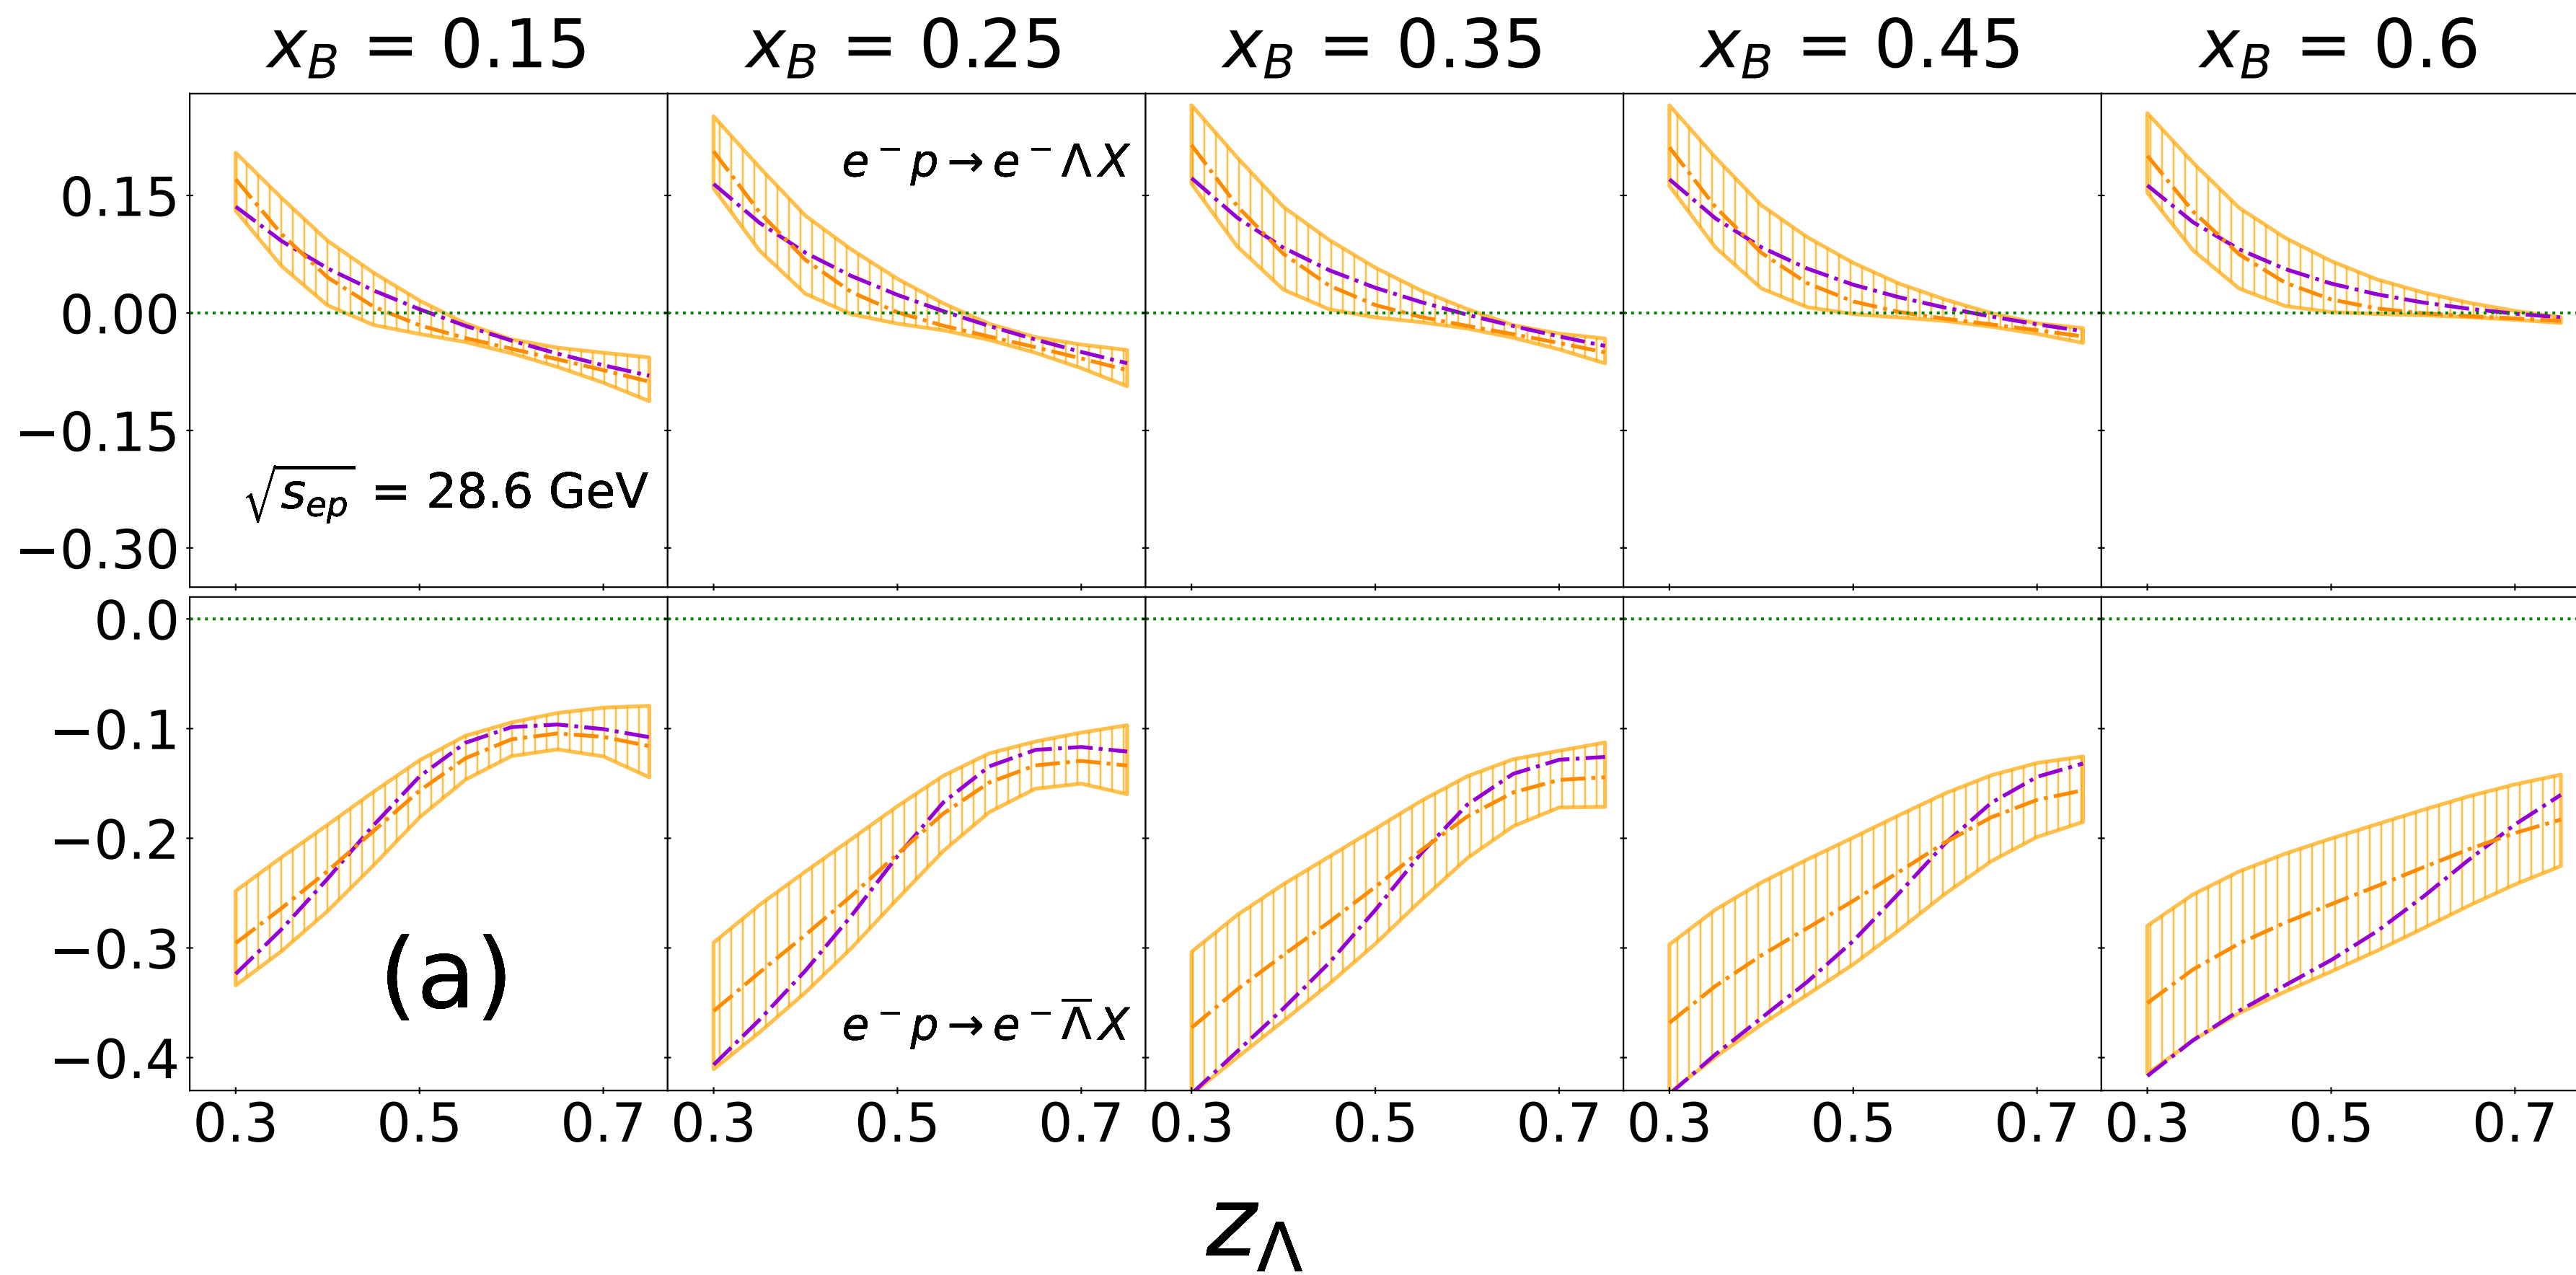 x_B = 0.15 x_B = 0.25 x_B = 0.35 x_B = 0.45 x_B = 0.6
e⁻p→e⁻ΛX
0.15
0.00
−0.15
√s_ep = 28.6 GeV
−0.30
0.0
−0.1
−0.2
−0.3
(a)
e⁻p→e⁻Λ̅X
−0.4
0.3 0.5 0.7 0.3 0.5 0.7 0.3 0.5 0.7 0.3 0.5 0.7 0.3 0.5 0.7
z_Λ